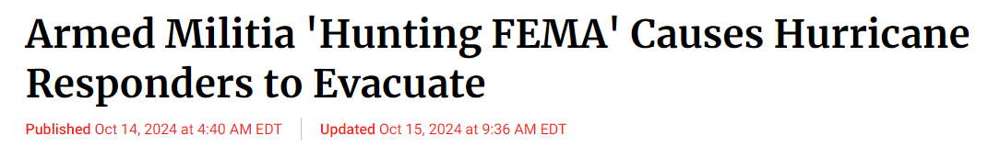 Armed Militia 'Hunting FEMA' Causes Hurricane
Responders to Evacuate
Published Oct 14, 2024 at 4:40 AM EDT Updated Oct 15, 2024 at 9:36 AM EDT